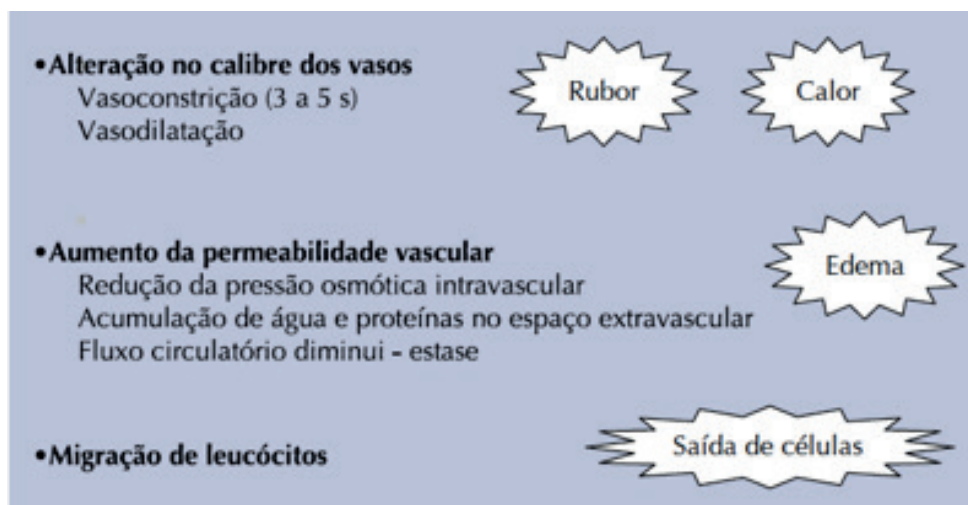 •Alteração no calibre dos vasos
Vasoconstrição (3 a 5 s)
Vasodilatação
Rubor
Calor
•Aumento da permeabilidade vascular
Redução da pressão osmótica intravascular
Acumulação de água e proteínas no espaço extravascular
Fluxo circulatório diminui - estase
Edema
•Migração de leucócitos
Saída de células